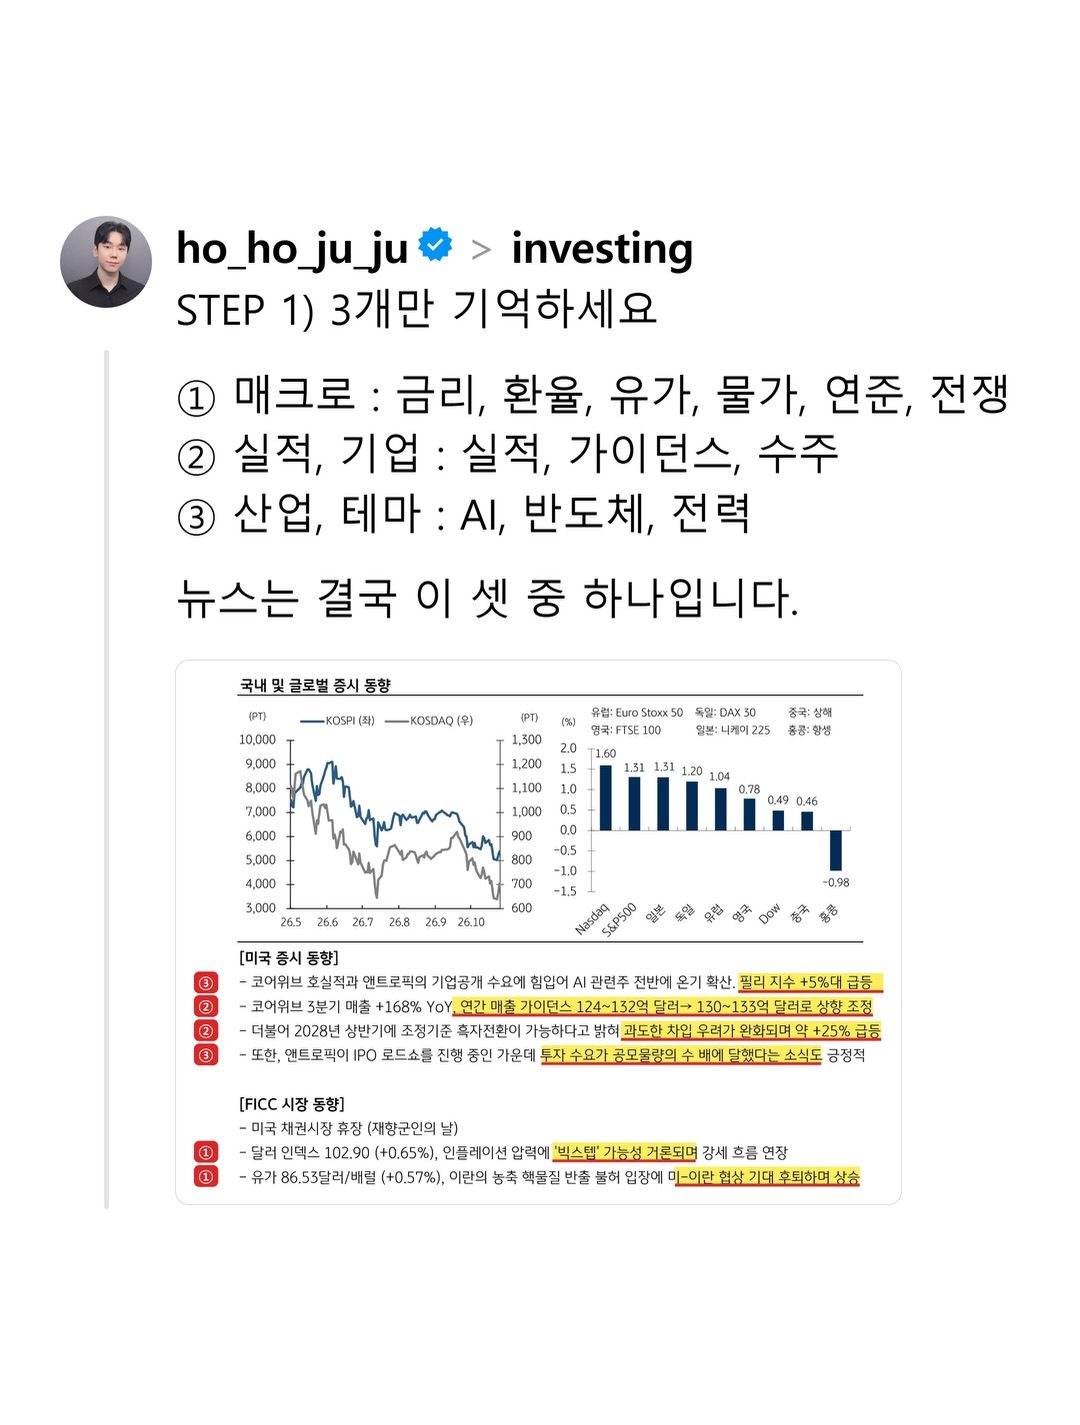 ho_ho_ju_ju > investing
STEP 1) 3개만 기억하세요
① 매크로 : 금리, 환율, 유가, 물가, 연준, 전쟁
② 실적, 기업 : 실적, 가이던스, 수주
③ 산업, 테마 : AI, 반도체, 전력
뉴스는 결국 이 셋 중 하나입니다.
국내 및 글로벌 증시 동향
(PT) KOSPI (좌) KOSDAQ (우) (PT)
10,000 1,300
9,000 1,200
8,000 1,100
7,000 1,000
6,000 900
5,000 800
4,000 700
3,000 600
26.5 26.6 26.7 26.8 26.9 26.10
(%) 유럽: Euro Stoxx 50 독일: DAX 30 중국: 상해
영국: FTSE 100 일본: 니케이 225 홍콩: 항셍
2.0
1.5
1.0
0.5
0.0
-0.5
-1.0
-1.5
1.60 1.31 1.31 1.20 1.04 0.78 0.49 0.46 -0.98
Nasdaq S&P500 일본 독일 유럽 영국 Dow 중국 홍콩
[미국 증시 동향]
③ - 코어위브 호실적과 앤트로픽의 기업공개 수요에 힘입어 AI 관련주 전반에 온기 확산. 필리 지수 +5%대 급등
② - 코어위브 3분기 매출 +168% YoY, 연간 매출 가이던스 124~132억 달러→ 130~133억 달러로 상향 조정
② - 더불어 2028년 상반기에 조정기준 흑자전환이 가능하다고 밝혀 과도한 차입 우려가 완화되며 약 +25% 급등
③ - 또한, 앤트로픽이 IPO 로드쇼를 진행 중인 가운데 투자 수요가 공모물량의 수 배에 달했다는 소식도 긍정적
[FICC 시장 동향]
- 미국 채권시장 휴장 (재향군인의 날)
① - 달러 인덱스 102.90 (+0.65%), 인플레이션 압력에 '빅스텝' 가능성 거론되며 강세 흐름 연장
① - 유가 86.53달러/배럴 (+0.57%), 이란의 농축 핵물질 반출 불허 입장에 미-이란 협상 기대 후퇴하며 상승